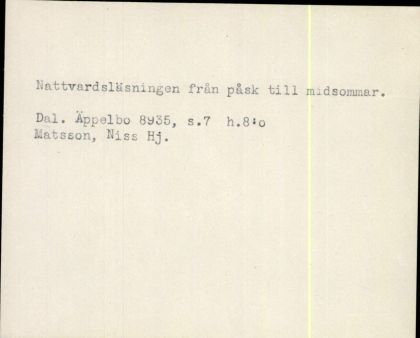 Nattvardsläsningen från påsk till midsommar.
Dal. Äppelbo 8935, s.7 h.8:o
Matsson, Niss Hj.